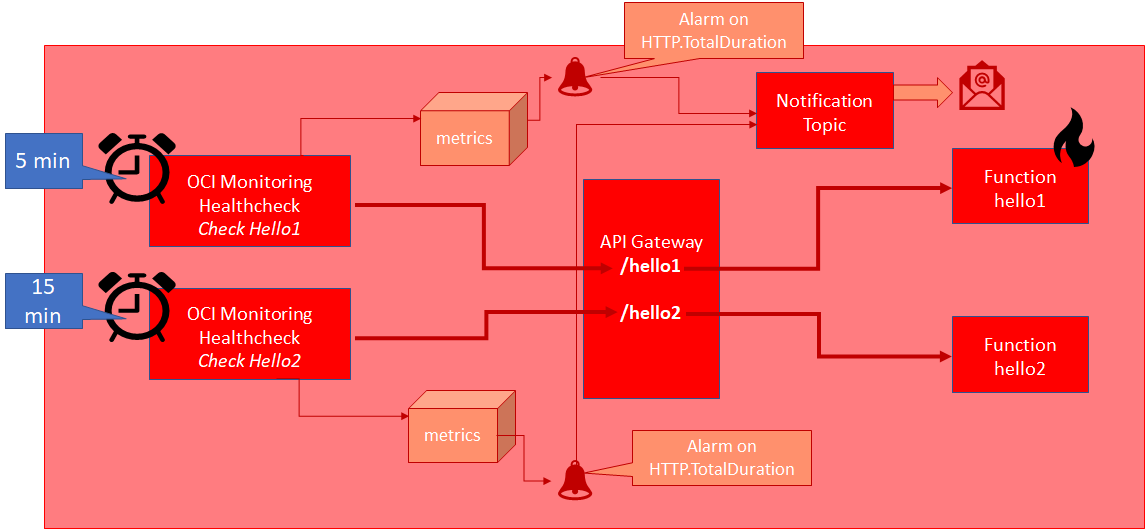 Alarm on
HTTP.TotalDuration
Notification
Topic
@
metrics
5 min
OCI Monitoring
Healthcheck
Check Hello1
Function
hello1
API Gateway
/hello1
/hello2
15
min
OCI Monitoring
Healthcheck
Check Hello2
Function
hello2
metrics
Alarm on
HTTP.TotalDuration